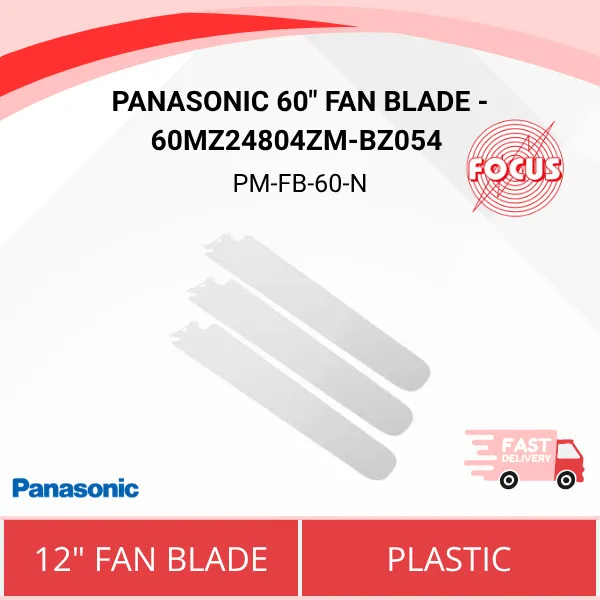 PANASONIC 60" FAN BLADE -
60MZ24804ZM-BZ054
PM-FB-60-N
FOCUS
FAST
DELIVERY
Panasonic
12" FAN BLADE
PLASTIC